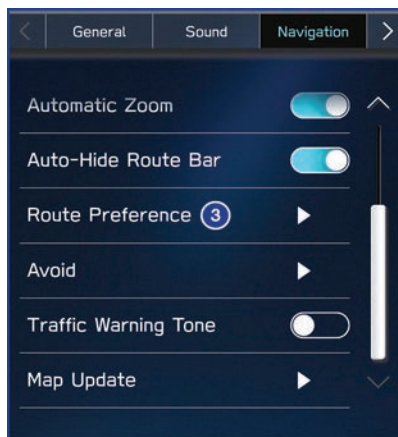 General Sound Navigation
Automatic Zoom
Auto-Hide Route Bar
Route Preference 3
Avoid
Traffic Warning Tone
Map Update